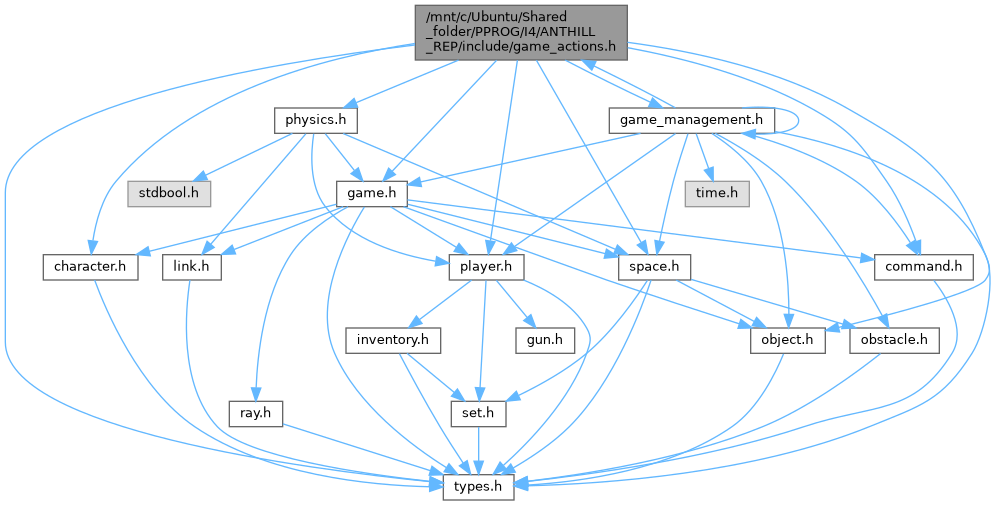 /mnt/c/Ubuntu/Shared
_folder/PPROG/I4/ANTHILL
_REP/include/game_actions.h
physics.h
game_management.h
stdbool.h
game.h
time.h
character.h
link.h
player.h
space.h
command.h
inventory.h
gun.h
object.h
obstacle.h
ray.h
set.h
types.h